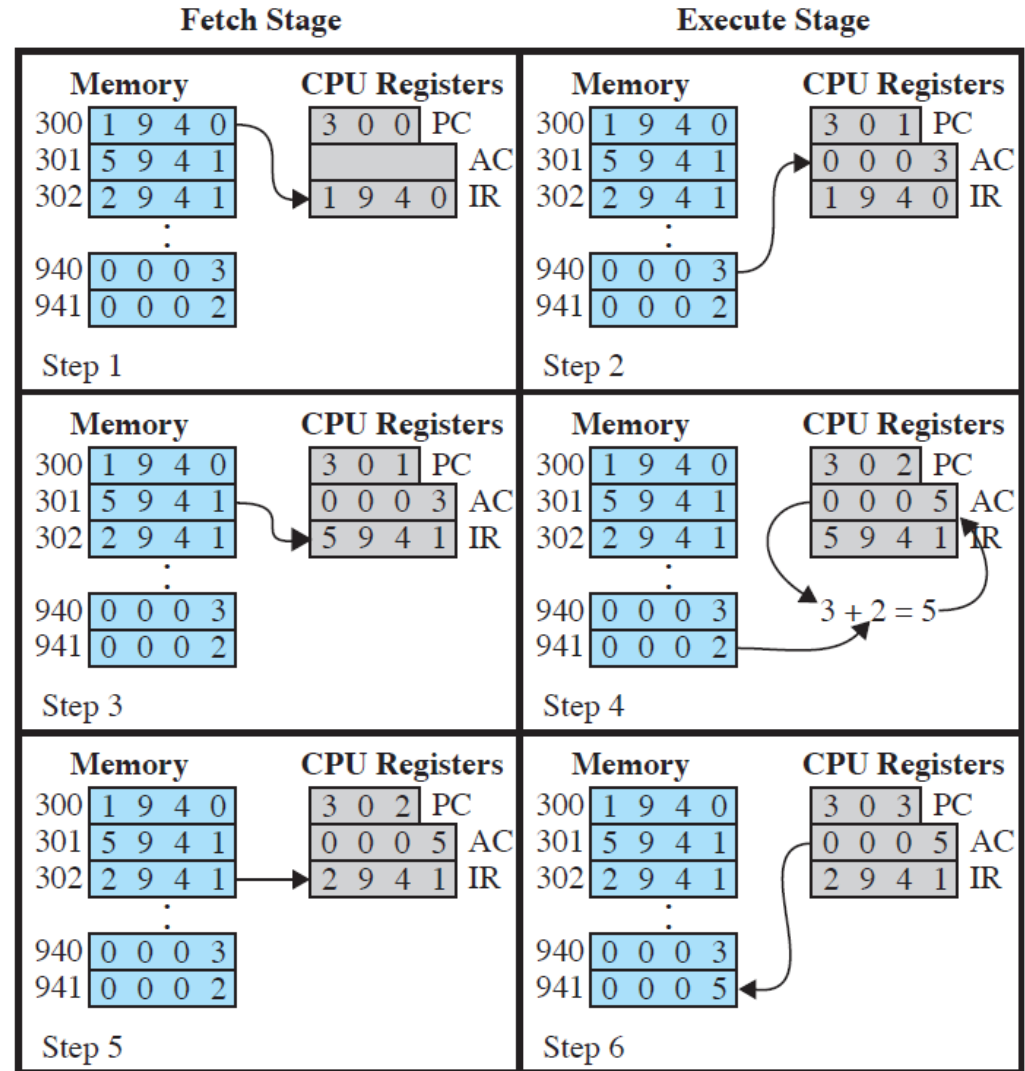 Fetch Stage
Execute Stage
Memory
CPU Registers
300 1 9 4 0
3 0 0 PC
301 5 9 4 1
AC
302 2 9 4 1
1 9 4 0 IR
:
940 0 0 0 3
941 0 0 0 2
Step 1
Memory
CPU Registers
300 1 9 4 0
3 0 1 PC
301 5 9 4 1
0 0 0 3 AC
302 2 9 4 1
1 9 4 0 IR
:
940 0 0 0 3
941 0 0 0 2
Step 2
Memory
CPU Registers
300 1 9 4 0
3 0 1 PC
301 5 9 4 1
0 0 0 3 AC
302 2 9 4 1
5 9 4 1 IR
:
940 0 0 0 3
941 0 0 0 2
Step 3
Memory
CPU Registers
300 1 9 4 0
3 0 2 PC
301 5 9 4 1
0 0 0 5 AC
302 2 9 4 1
5 9 4 1 IR
:
940 0 0 0 3
3 + 2 = 5
941 0 0 0 2
Step 4
Memory
CPU Registers
300 1 9 4 0
3 0 2 PC
301 5 9 4 1
0 0 0 5 AC
302 2 9 4 1
2 9 4 1 IR
:
940 0 0 0 3
941 0 0 0 2
Step 5
Memory
CPU Registers
300 1 9 4 0
3 0 3 PC
301 5 9 4 1
0 0 0 5 AC
302 2 9 4 1
2 9 4 1 IR
:
940 0 0 0 3
941 0 0 0 5
Step 6